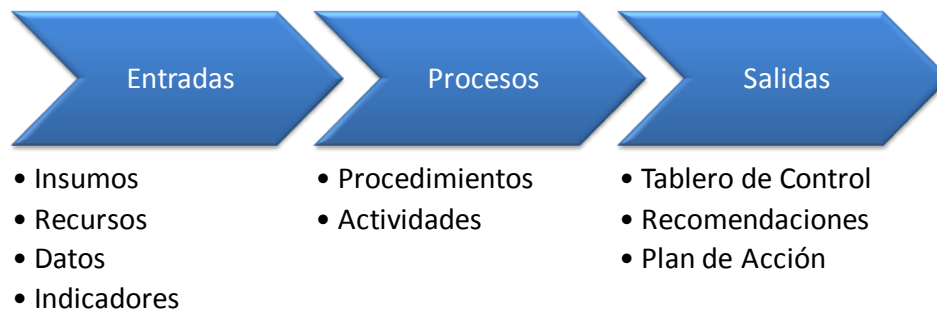 Entradas
• Insumos
• Recursos
• Datos
• Indicadores
Procesos
• Procedimientos
• Actividades
Salidas
• Tablero de Control
• Recomendaciones
• Plan de Acción